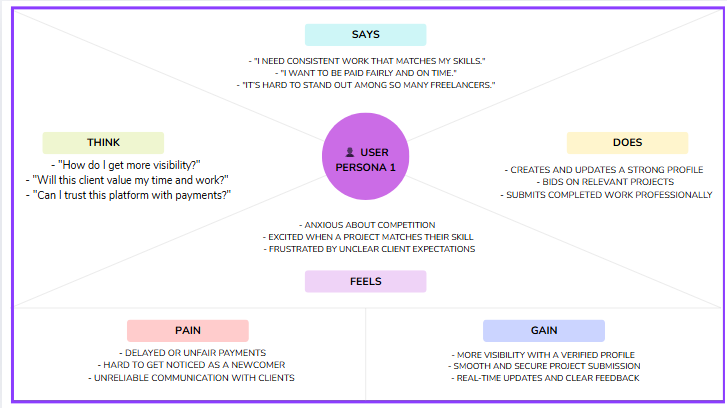 SAYS
- "I NEED CONSISTENT WORK THAT MATCHES MY SKILLS."
- "I WANT TO BE PAID FAIRLY AND ON TIME."
- "IT'S HARD TO STAND OUT AMONG SO MANY FREELANCERS."
THINK
- "How do I get more visibility?"
- "Will this client value my time and work?"
- "Can I trust this platform with payments?"
USER
PERSONA 1
DOES
- CREATES AND UPDATES A STRONG PROFILE
- BIDS ON RELEVANT PROJECTS
- SUBMITS COMPLETED WORK PROFESSIONALLY
- ANXIOUS ABOUT COMPETITION
- EXCITED WHEN A PROJECT MATCHES THEIR SKILL
- FRUSTRATED BY UNCLEAR CLIENT EXPECTATIONS
FEELS
PAIN
- DELAYED OR UNFAIR PAYMENTS
- HARD TO GET NOTICED AS A NEWCOMER
- UNRELIABLE COMMUNICATION WITH CLIENTS
GAIN
- MORE VISIBILITY WITH A VERIFIED PROFILE
- SMOOTH AND SECURE PROJECT SUBMISSION
- REAL-TIME UPDATES AND CLEAR FEEDBACK